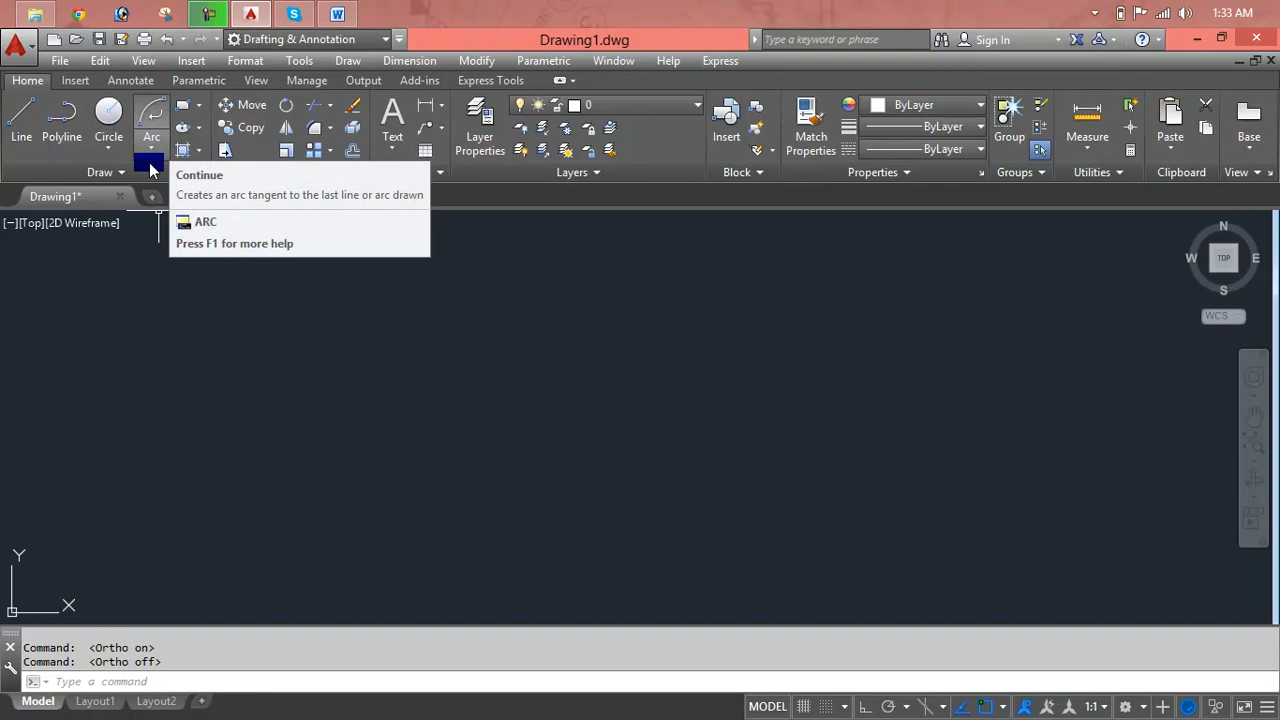 1:33 AM
Drafting & Annotation
Drawing1.dwg
Type a keyword or phrase
Sign In
File Edit View Insert Format Tools Draw Dimension Modify Parametric Window Help Express
Home Insert Annotate Parametric View Manage Output Add-ins Express Tools
Move
0
ByLayer
Copy
ByLayer
Line Polyline Circle Arc Text Layer Properties Insert Match Properties Group Measure Paste Base
ByLayer
Draw Layers Block Properties Groups Utilities Clipboard View
Drawing1*
Continue
Creates an arc tangent to the last line or arc drawn
ARC
Press F1 for more help
[−][Top][2D Wireframe]
N
W TOP E
S
WCS
Y
X
Command: <Ortho on>
Command: <Ortho off>
Type a command
Model Layout1 Layout2 +
MODEL 1:1